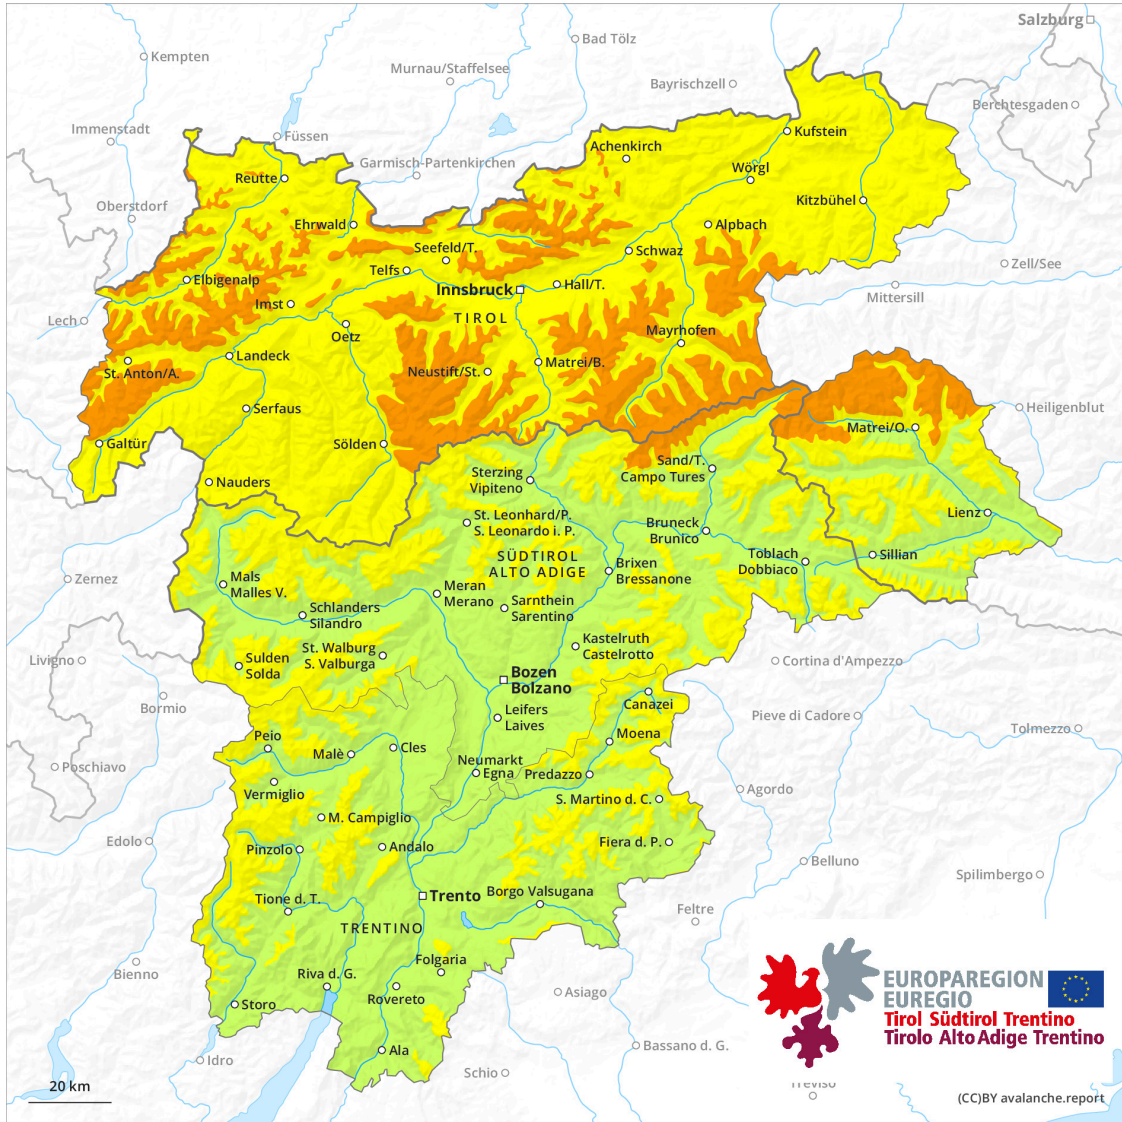 Salzburg
Bad Tölz
Kempten
Murnau/Staffelsee
Bayrischzell
Berchtesgaden
Immenstadt
Füssen
Kufstein
Achenkirch
Garmisch-Partenkirchen
Wörgl
Reutte
Oberstdorf
Kitzbühel
Ehrwald
Alpbach
Seefeld/T.
Schwaz
Zell/See
Telfs
Elbigenalp
Innsbruck
Hall/T.
Mittersill
Imst
Lech
TIROL
Oetz
Mayrhofen
Landeck
Matrei/B.
St. Anton/A.
Neustift/St.
Serfaus
Heiligenblut
Matrei/O.
Galtür
Sölden
Sand/T.
Campo Tures
Sterzing
Vipiteno
Nauders
St. Leonhard/P.
S. Leonardo i. P.
Lienz
Bruneck
Brunico
SÜDTIROL
ALTO ADIGE
Toblach
Dobbiaco
Sillian
Brixen
Bressanone
Zernez
Mals
Malles V.
Meran
Merano
Sarnthein
Sarentino
Schlanders
Silandro
Kastelruth
Castelrotto
St. Walburg
S. Valburga
Livigno
Sulden
Solda
Cortina d'Ampezzo
Bozen
Bolzano
Bormio
Canazei
Leifers
Laives
Pieve di Cadore
Tolmezzo
Peio
Moena
Malè
Cles
Neumarkt
Egna
Predazzo
Poschiavo
Vermiglio
Agordo
S. Martino d. C.
M. Campiglio
Edolo
Pinzolo
Andalo
Fiera d. P.
Belluno
Spilimbergo
Trento
Borgo Valsugana
Tione d. T.
Feltre
TRENTINO
Folgaria
Bienno
Riva d. G.
Rovereto
Asiago
Storo
EUROPAREGION
EUREGIO
Tirol Südtirol Trentino
Tirolo Alto Adige Trentino
Ala
Idro
Bassano d. G.
Schio
Treviso
20 km
(CC)BY avalanche.report